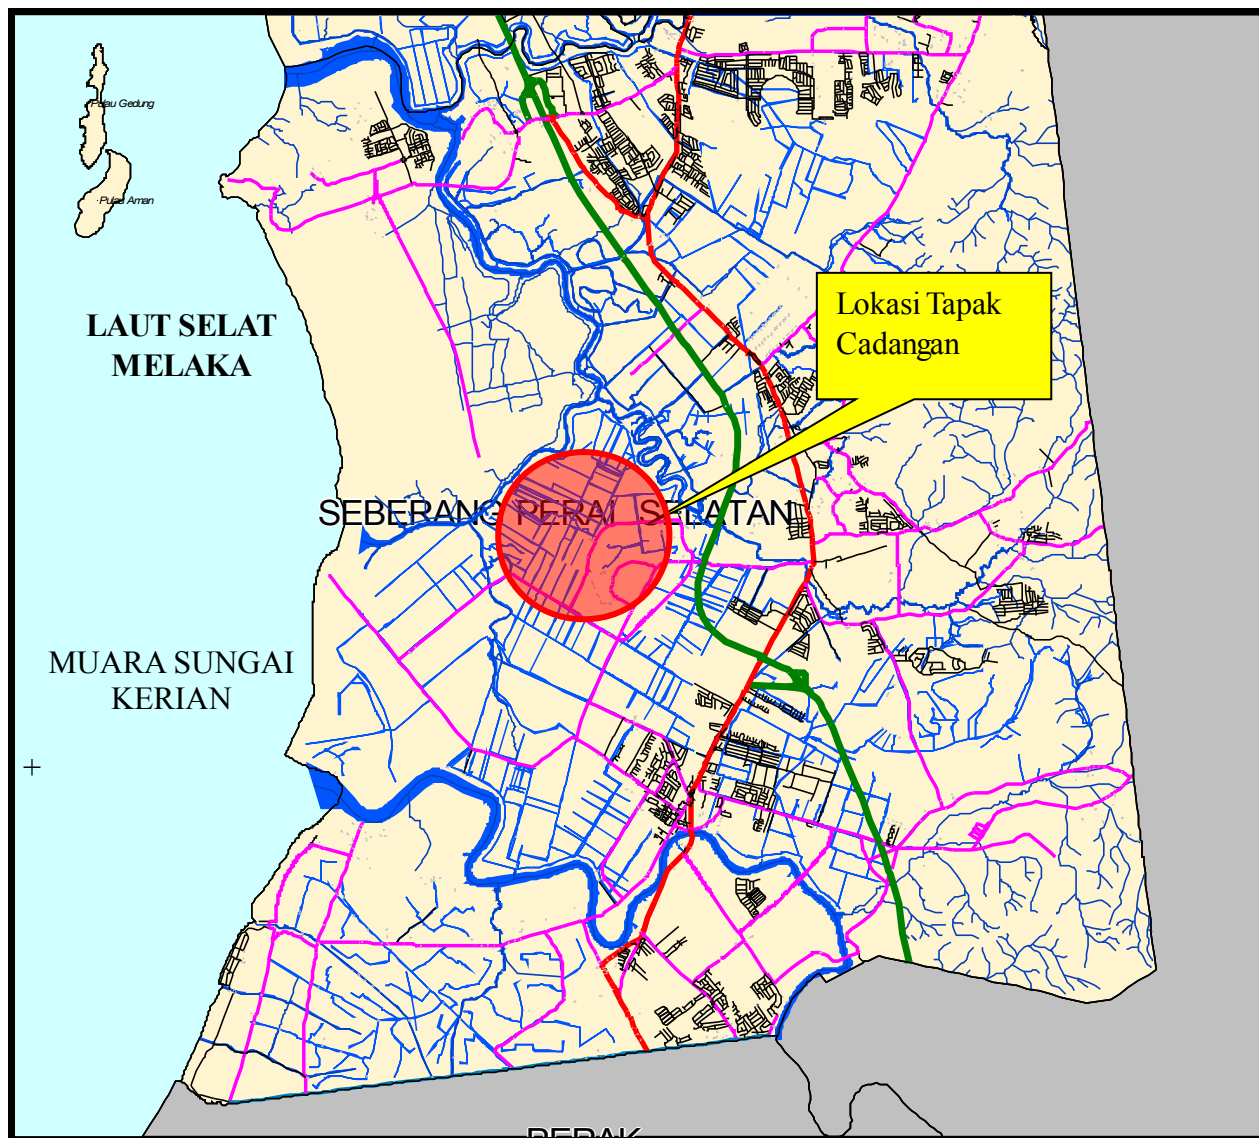 Pulau Gedung
Pulau Aman
LAUT SELAT
MELAKA
Lokasi Tapak
Cadangan
SEBERANG PERAI SELATAN
MUARA SUNGAI
KERIAN
PERAK